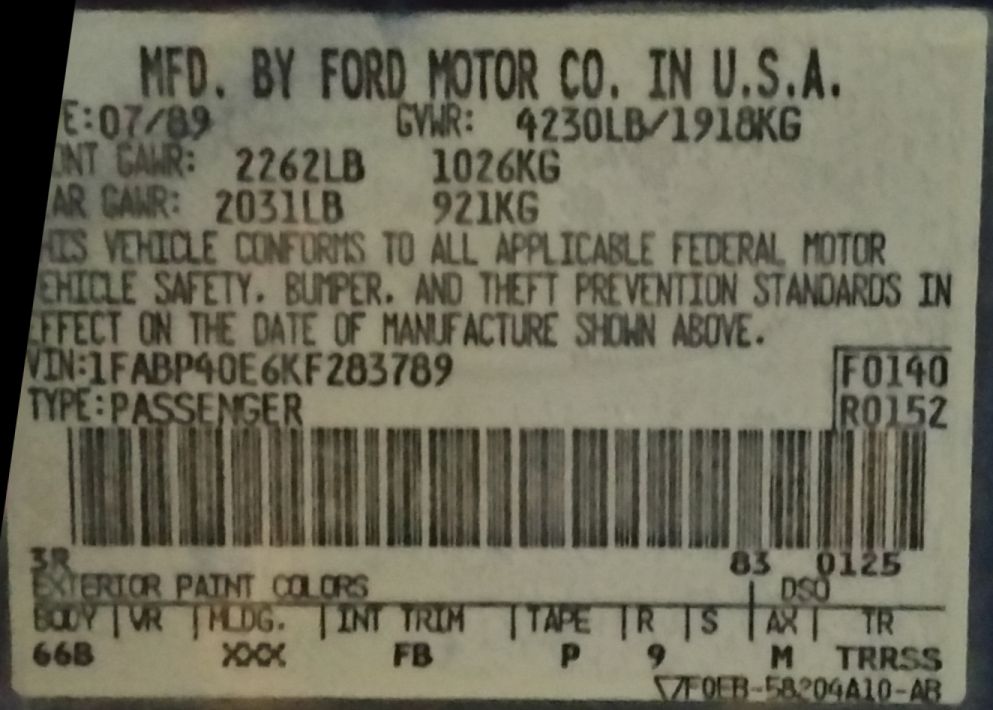 MFD. BY FORD MOTOR CO. IN U.S.A.
E: 07/89 GVWR: 4230LB/1918KG
NT GAWR: 2262LB 1026KG
AR GAWR: 2031LB 921KG
HIS VEHICLE CONFORMS TO ALL APPLICABLE FEDERAL MOTOR
EHICLE SAFETY. BUMPER. AND THEFT PREVENTION STANDARDS IN
EFFECT ON THE DATE OF MANUFACTURE SHOWN ABOVE.
VIN:1FABP40E6KF283789 F0140
TYPE:PASSENGER R0152
3R 83 0125
EXTERIOR PAINT COLORS DSO
BODY VR MLDG. INT TRIM TAPE R S AX TR
66B XXX FB P 9 M TRRSS
F0EB-58204A10-AB